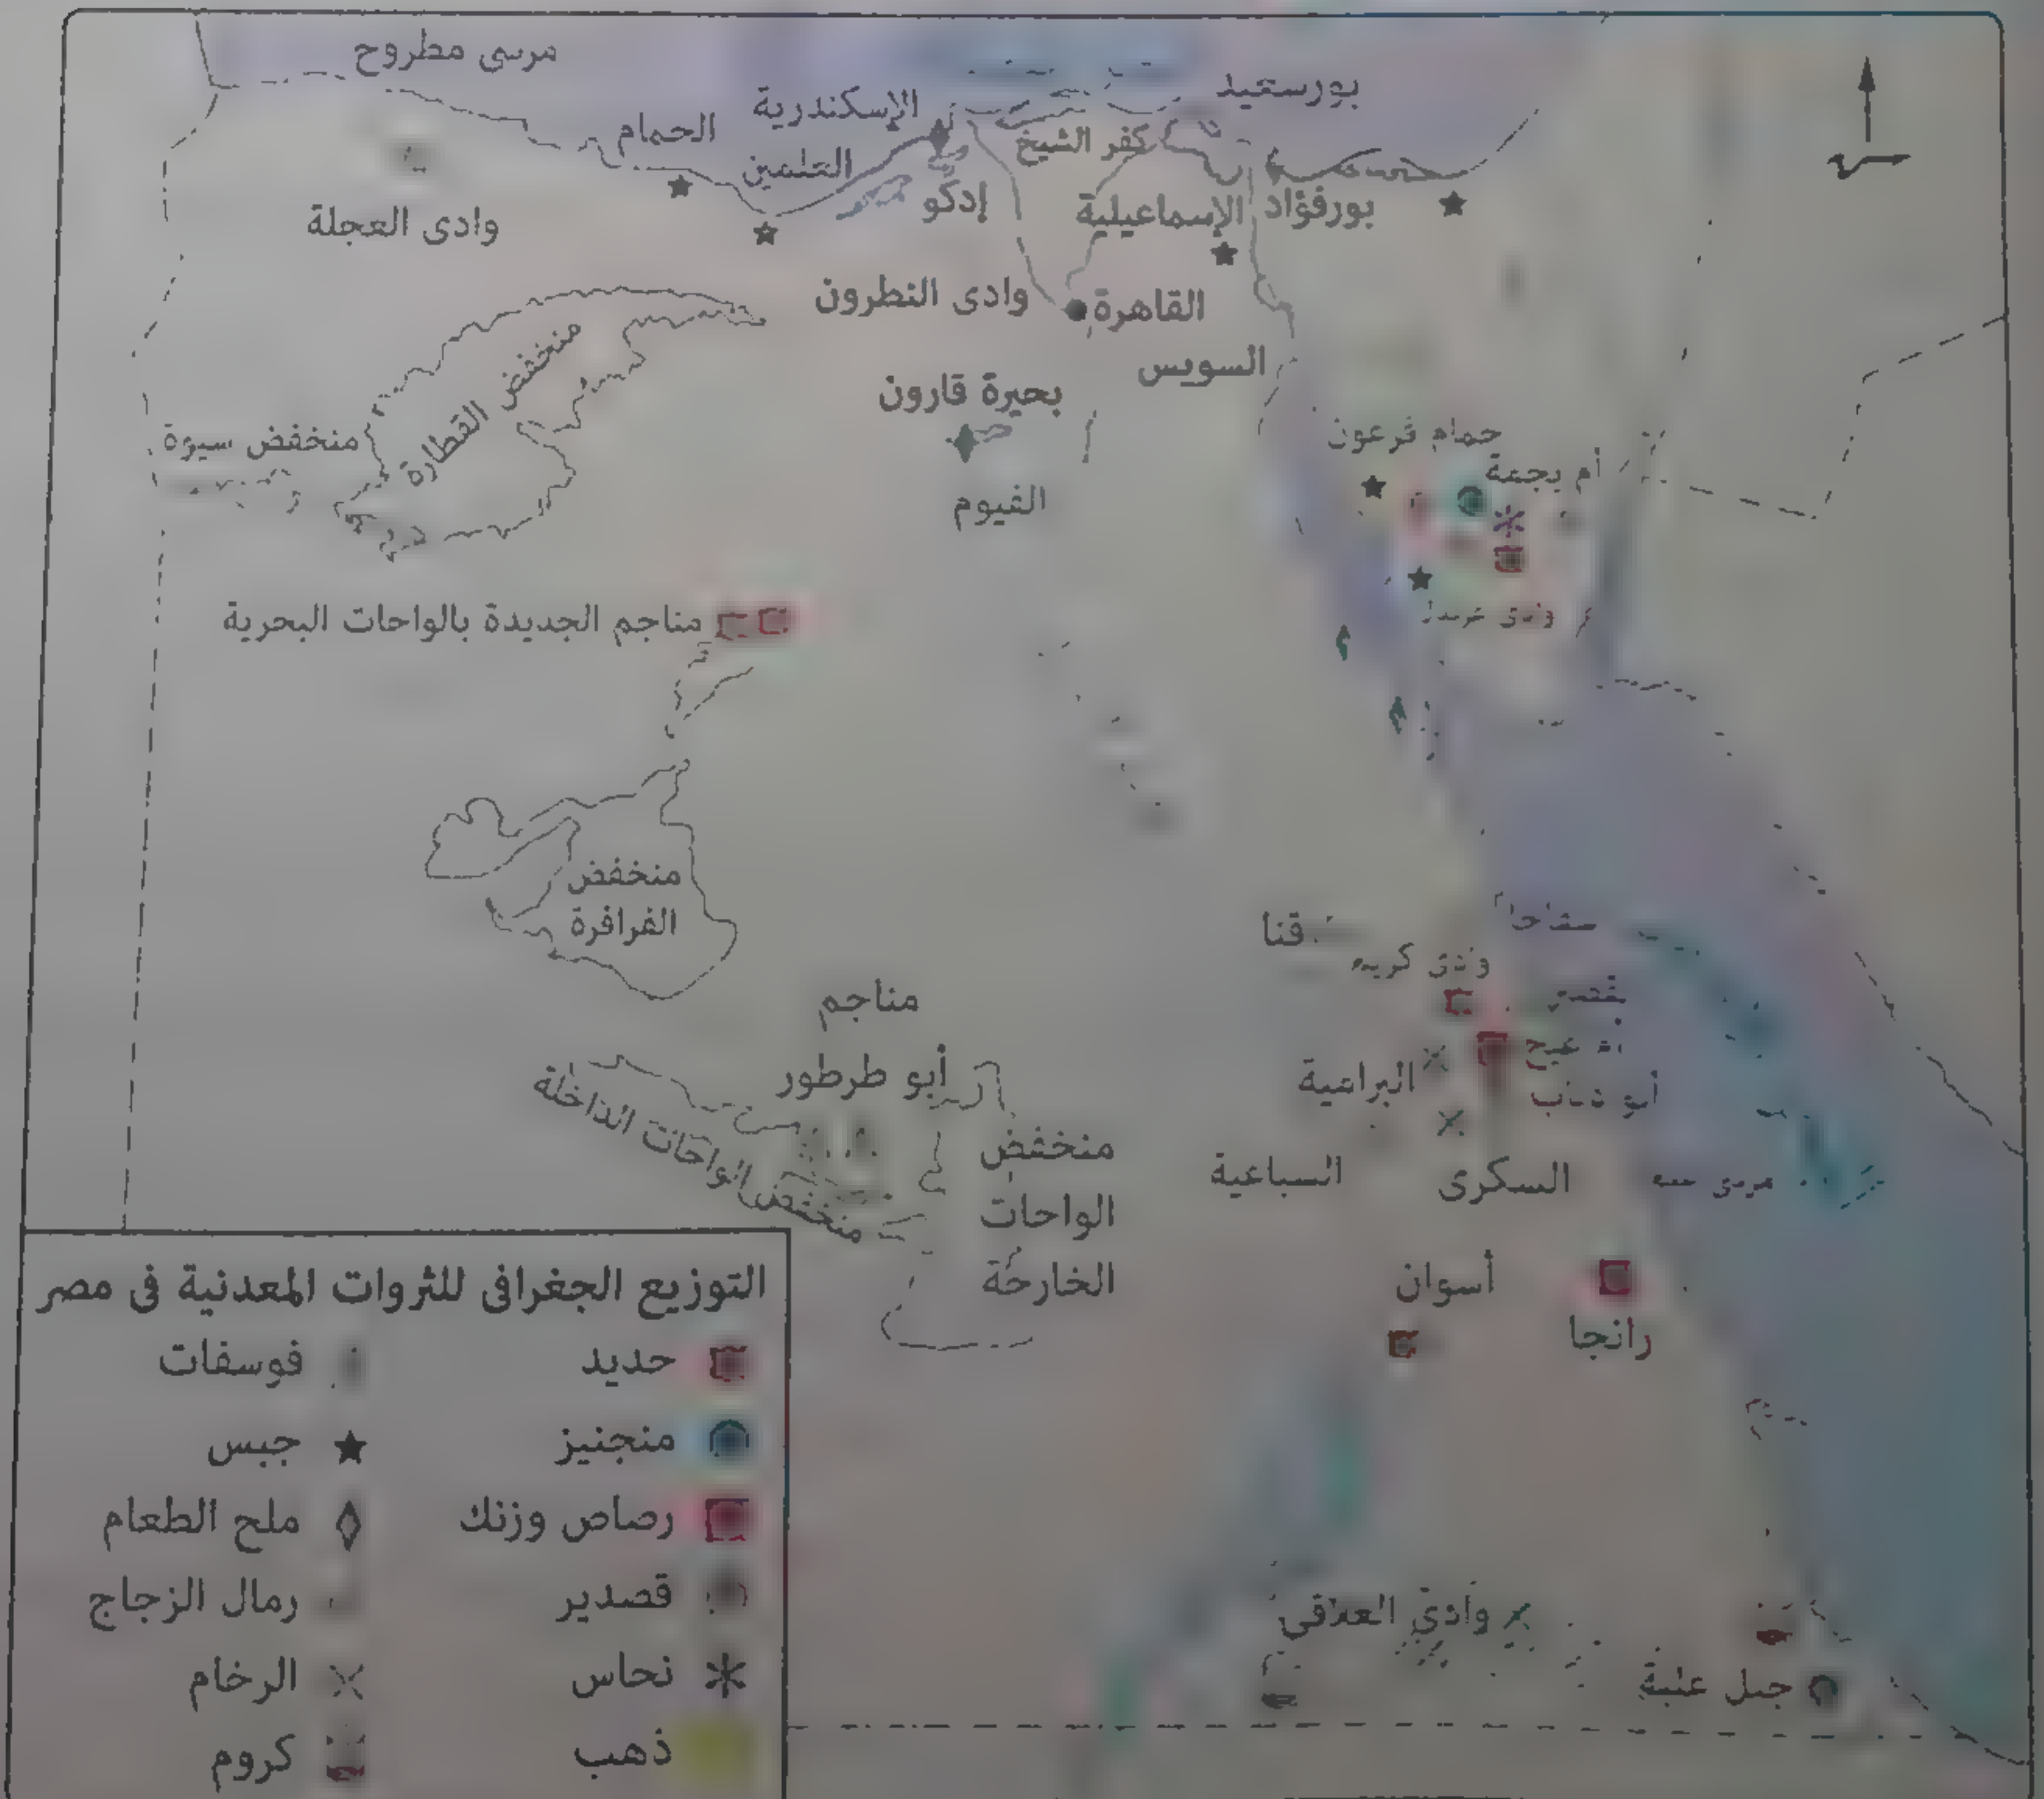 مرسى مطروح
بورسعيد
الإسكندرية
الحمام
كفر الشيخ
العلمين
إدكو
الإسماعيلية
بورفؤاد
وادى العجلة
وادى النطرون
القاهرة
السويس
منخفض القطارة
بحيرة قارون
منخفض سيوة
حمام فرعون
أم بجمة
الفيوم
مناجم الجديدة بالواحات البحرية
منخفض
الفرافرة
قنا
وادى
مناجم
أبو طرطور
البرامية
منخفض الواحات الداخلة
منخفض
الواحات
الخارجة
السباعية
السكرى
أسوان
رانجا
وادى العلاقى
جبل علبة
التوزيع الجغرافى للثروات المعدنية فى مصر
حديد
فوسفات
منجنيز
جبس
رصاص وزنك
ملح الطعام
قصدير
رمال الزجاج
نحاس
الرخام
ذهب
كروم